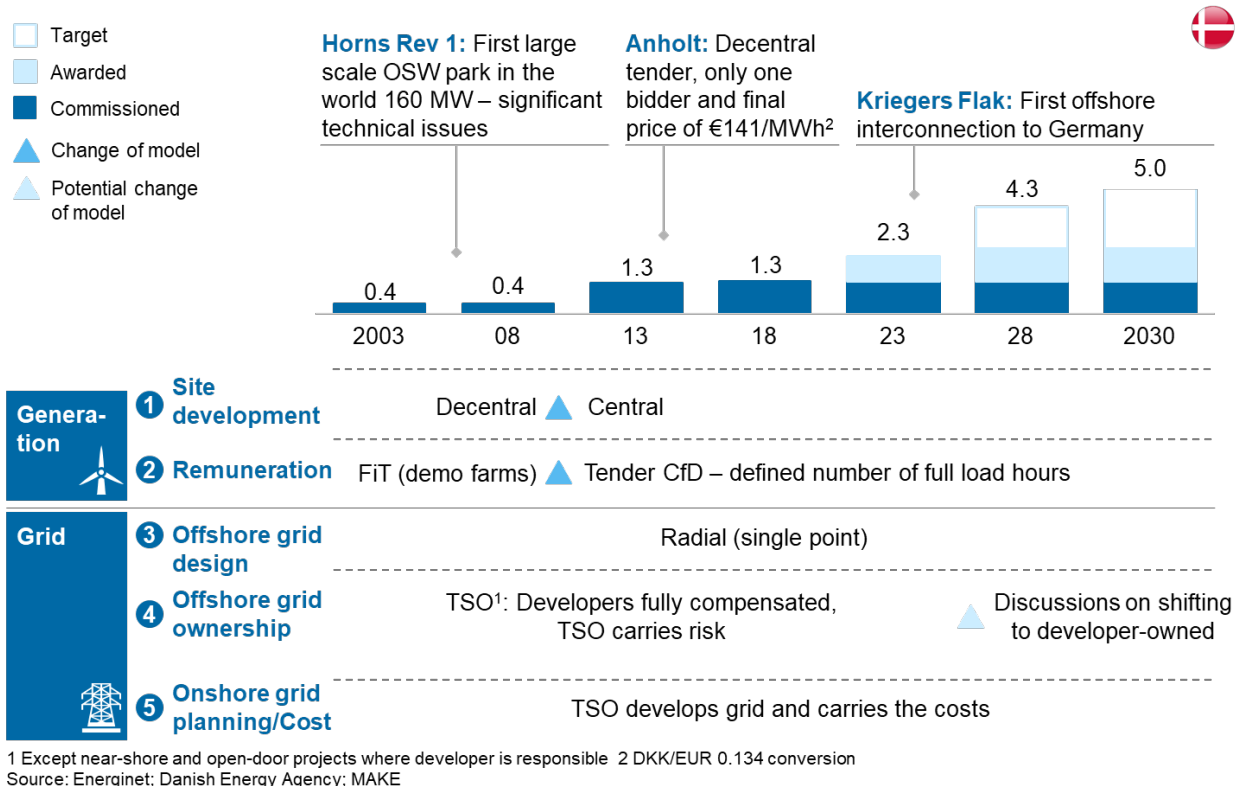 Target
Awarded
Commissioned
Change of model
Potential change
of model
Horns Rev 1: First large
scale OSW park in the
world 160 MW – significant
technical issues
Anholt: Decentral
tender, only one
bidder and final
price of €141/MWh²
Kriegers Flak: First offshore
interconnection to Germany
0.4
0.4
1.3
1.3
2.3
4.3
5.0
2003
08
13
18
23
28
2030
Genera-
tion
1 Site
development
Decentral
Central
2 Remuneration
FiT (demo farms)
Tender CfD – defined number of full load hours
Grid
3 Offshore grid
design
Radial (single point)
4 Offshore grid
ownership
TSO¹: Developers fully compensated,
TSO carries risk
Discussions on shifting
to developer-owned
5 Onshore grid
planning/Cost
TSO develops grid and carries the costs
1 Except near-shore and open-door projects where developer is responsible 2 DKK/EUR 0.134 conversion
Source: Energinet; Danish Energy Agency; MAKE